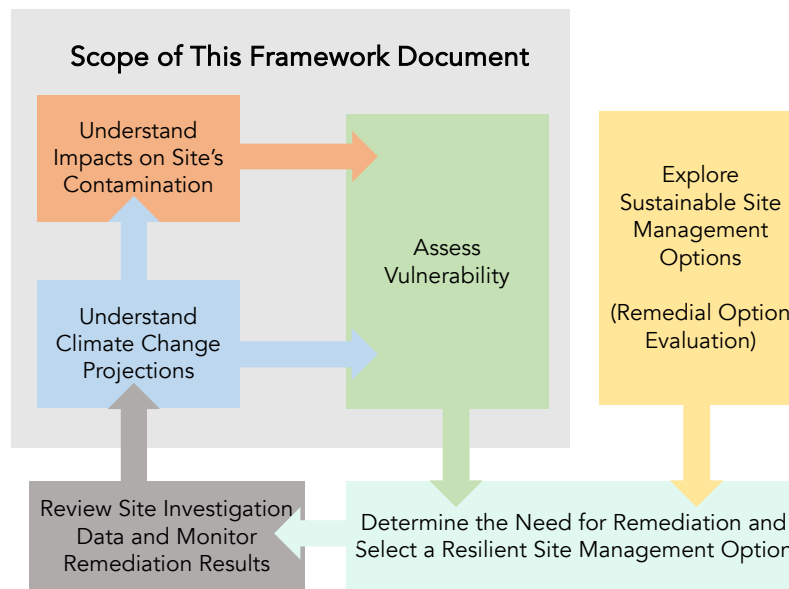 Scope of This Framework Document
Understand
Impacts on Site's
Contamination
Understand
Climate Change
Projections
Assess
Vulnerability
Explore
Sustainable Site
Management
Options
(Remedial Option
Evaluation)
Review Site Investigation
Data and Monitor
Remediation Results
Determine the Need for Remediation and
Select a Resilient Site Management Option